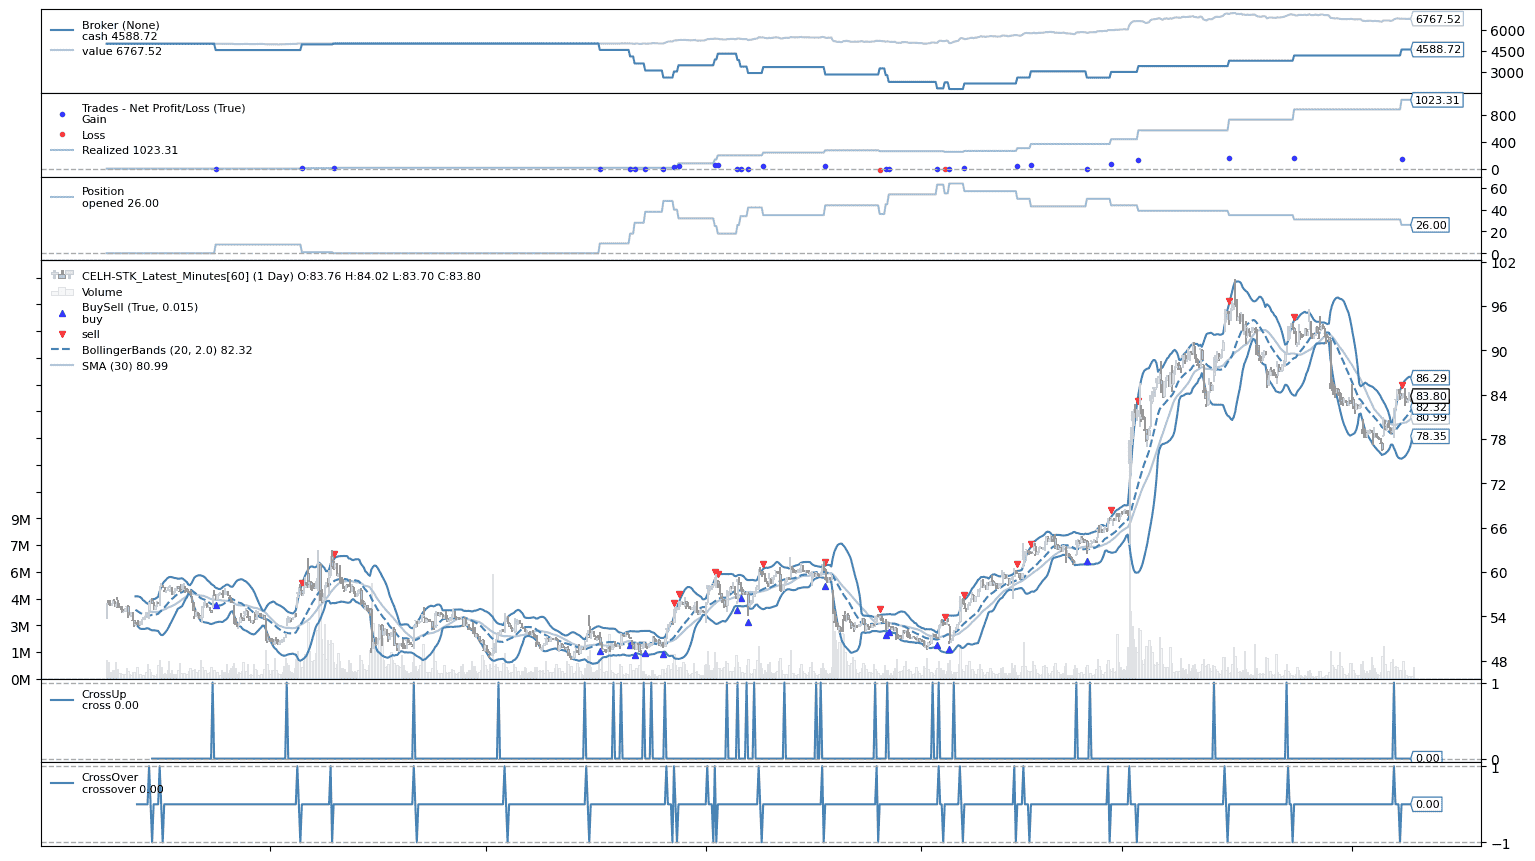 Broker (None)
cash 4588.72
value 6767.52
6767.52
6000
4588.72
4500
3000
Trades - Net Profit/Loss (True)
Gain
Loss
Realized 1023.31
1023.31
800
400
0
Position
opened 26.00
60
40
26.00
20
0
CELH-STK_Latest_Minutes[60] (1 Day) O:83.76 H:84.02 L:83.70 C:83.80
Volume
BuySell (True, 0.015)
buy
sell
BollingerBands (20, 2.0) 82.32
SMA (30) 80.99
102
96
90
86.29
84
83.80
82.32
80.99
78.35
78
72
66
60
54
48
9M
7M
6M
4M
3M
1M
0M
CrossUp
cross 0.00
1
0.00
0
CrossOver
crossover 0.00
1
0.00
−1